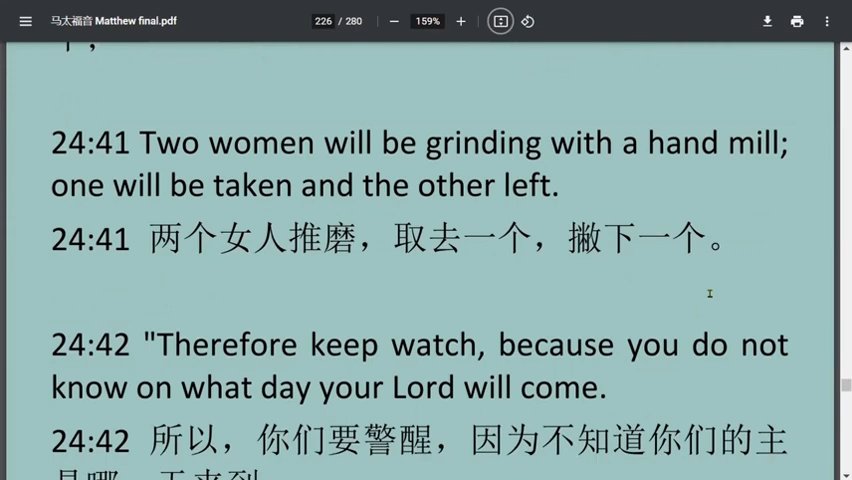 马太福音 Matthew final.pdf
226 / 280
159%
24:41 Two women will be grinding with a hand mill;
one will be taken and the other left.
24:41 两个女人推磨，取去一个，撇下一个。
24:42 "Therefore keep watch, because you do not
know on what day your Lord will come.
24:42 所以，你们要警醒，因为不知道你们的主